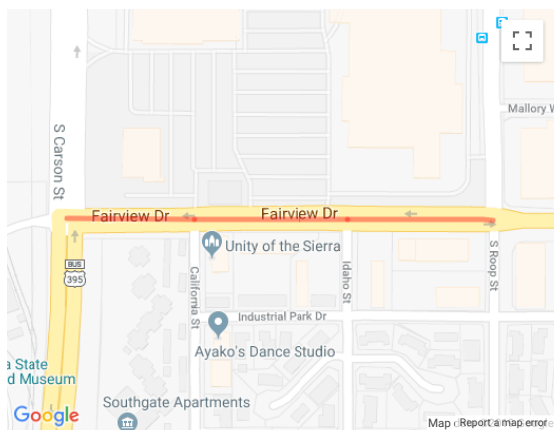 Mallory W
S Carson St
Fairview Dr
Fairview Dr
Unity of the Sierra
BUS
395
California St
Idaho St
S Roop St
Industrial Park Dr
Ayako's Dance Studio
a State
d Museum
Southgate Apartments
Google
Map d
Report a map error